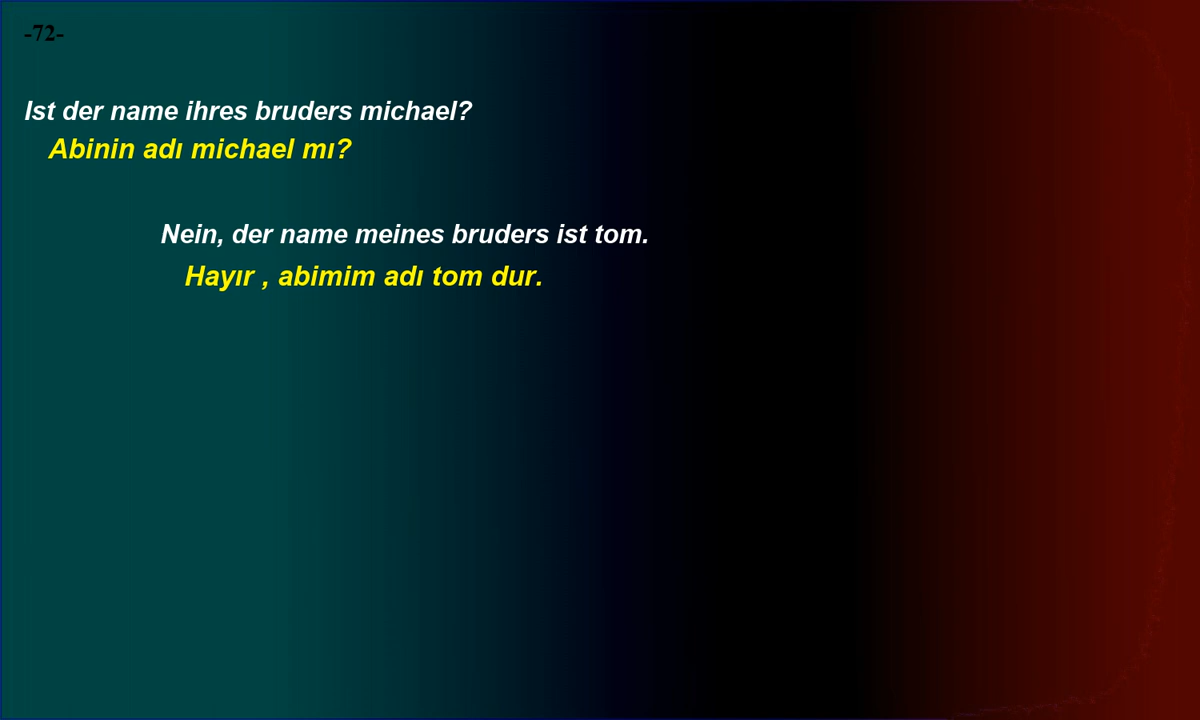 -72-
Ist der name ihres bruders michael?
Abinin adı michael mı?
Nein, der name meines bruders ist tom.
Hayır , abimim adı tom dur.